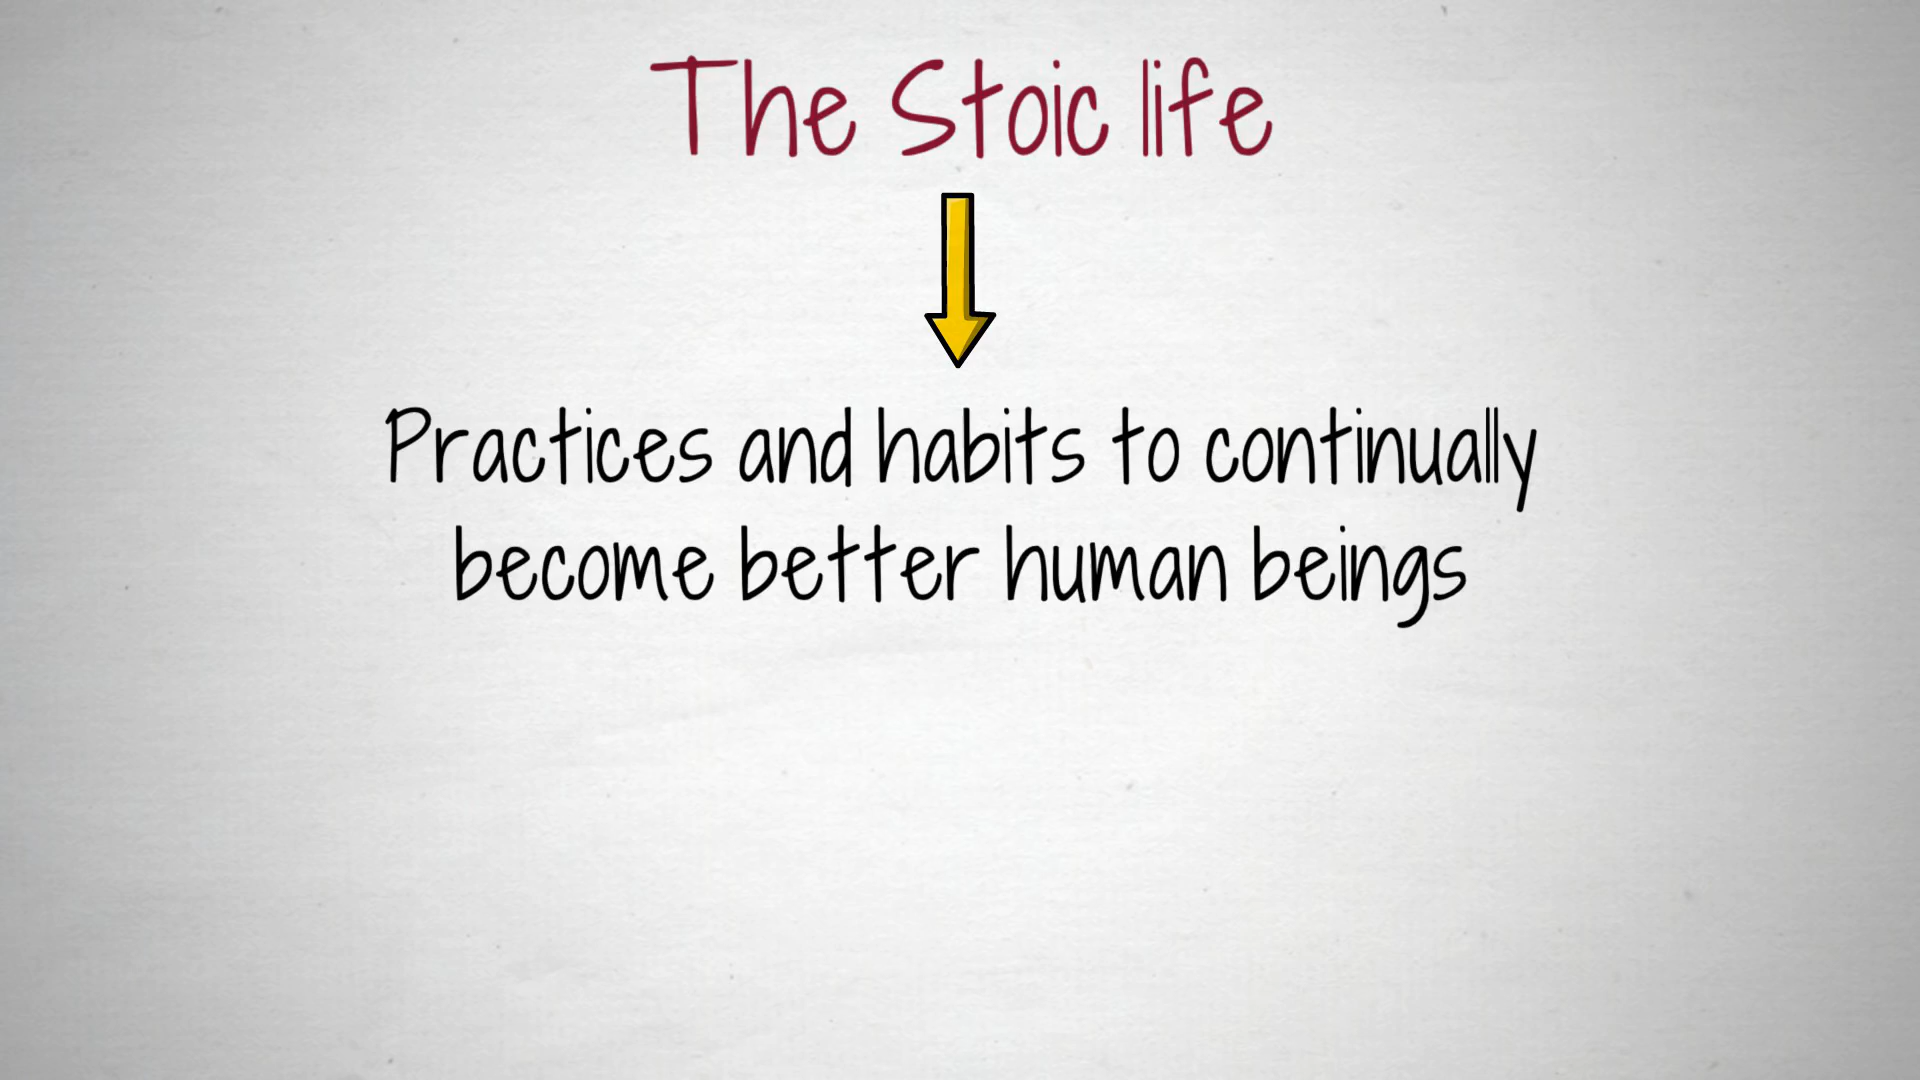 The Stoic life
Practices and habits to continually
become better human beings